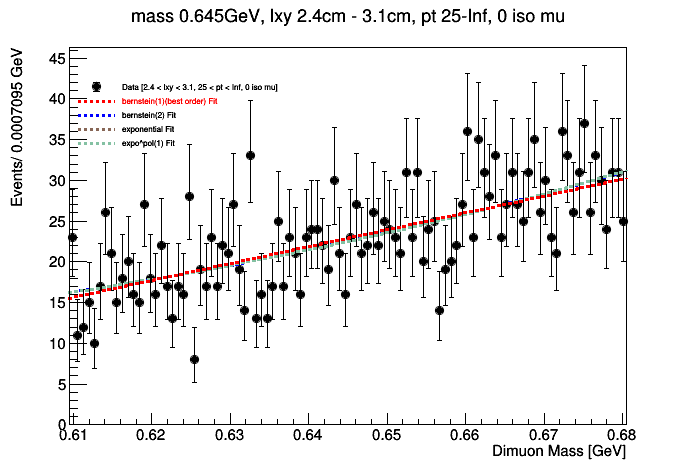 mass 0.645GeV, lxy 2.4cm - 3.1cm, pt 25-Inf, 0 iso mu
Events/ 0.0007095 GeV
45
40
35
30
25
20
15
10
5
0
Data [2.4 < lxy < 3.1, 25 < pt < Inf, 0 iso mu]
bernstein(1)(best order) Fit
bernstein(2) Fit
exponential Fit
expo*pol(1) Fit
0.61 0.62 0.63 0.64 0.65 0.66 0.67 0.68
Dimuon Mass [GeV]